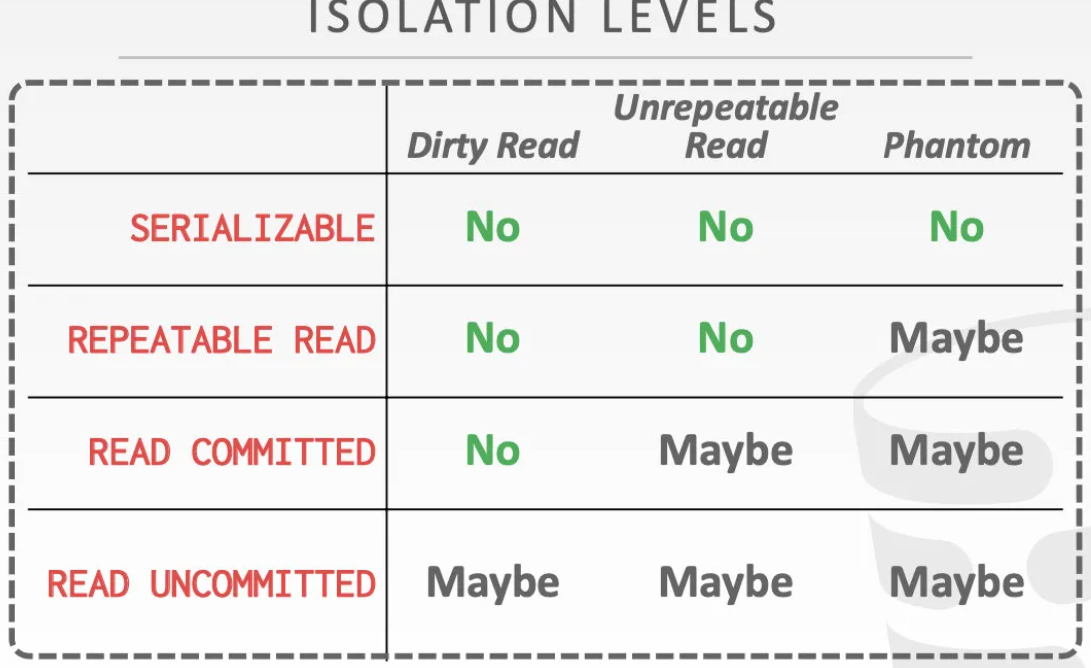 ISOLATION LEVELS
Dirty Read Unrepeatable Read Phantom
SERIALIZABLE No No No
REPEATABLE READ No No Maybe
READ COMMITTED No Maybe Maybe
READ UNCOMMITTED Maybe Maybe Maybe